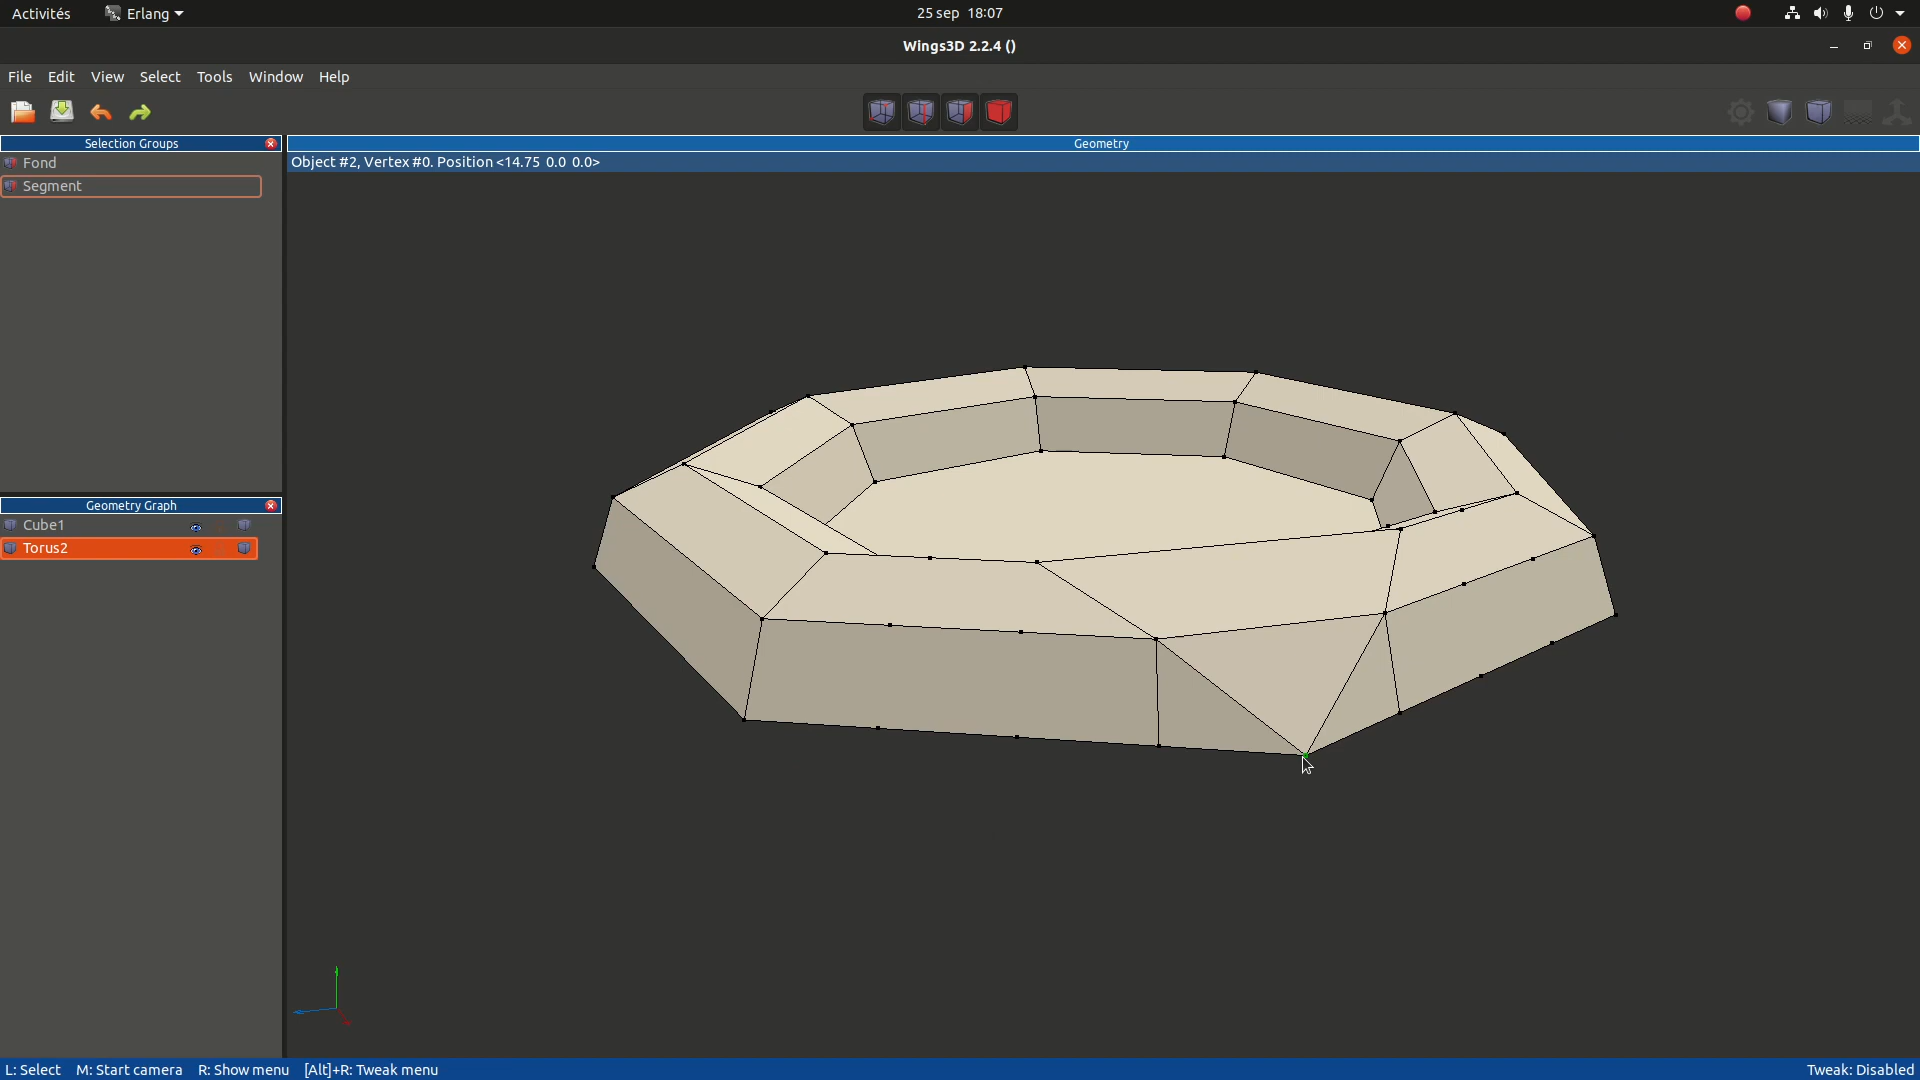 Activités Erlang 25 sep 18:07
Wings3D 2.2.4 ()
File Edit View Select Tools Window Help
Selection Groups
Fond
Segment
Geometry
Object #2, Vertex #0. Position <14.75 0.0 0.0>
Geometry Graph
Cube1
Torus2
L: Select M: Start camera R: Show menu [Alt]+R: Tweak menu Tweak: Disabled